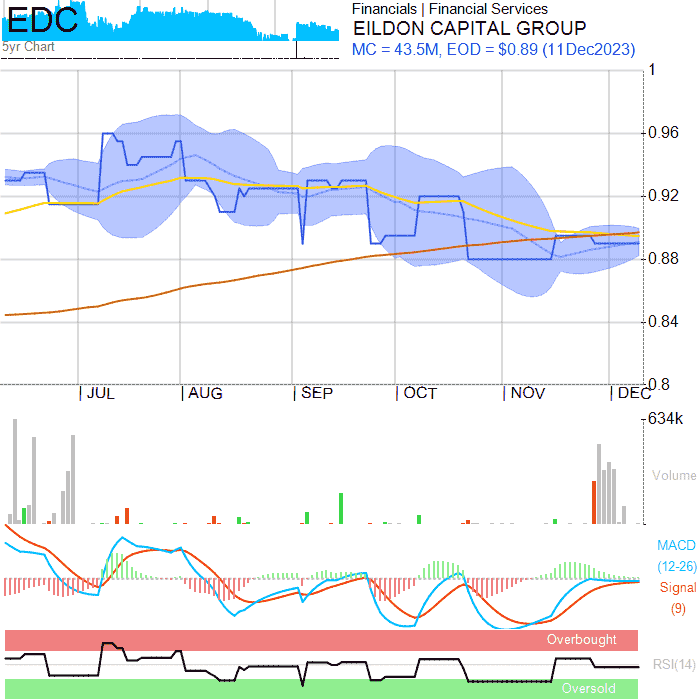 EDC
5yr Chart
Financials | Financial Services
EILDON CAPITAL GROUP
MC = 43.5M, EOD = $0.89 (11Dec2023)
1
0.96
0.92
0.88
0.84
0.8
JUL AUG SEP OCT NOV DEC
634k
Volume
MACD
(12-26)
Signal
(9)
Overbought
RSI(14)
Oversold